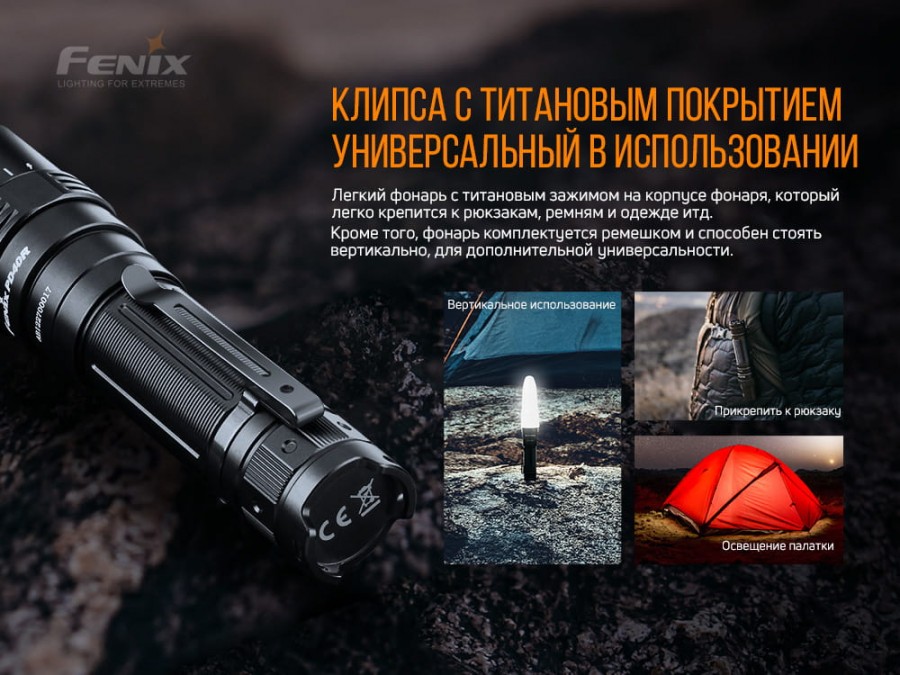 FENIX
LIGHTING FOR EXTREMES
КЛИПСА С ТИТАНОВЫМ ПОКРЫТИЕМ
УНИВЕРСАЛЬНЫЙ В ИСПОЛЬЗОВАНИИ
Легкий фонарь с титановым зажимом на корпусе фонаря, который
легко крепится к рюкзакам, ремням и одежде итд.
Кроме того, фонарь комплектуется ремешком и способен стоять
вертикально, для дополнительной универсальности.
Fenix PD40R
Вертикальное использование
Прикрепить к рюкзаку
Освещение палатки
CE